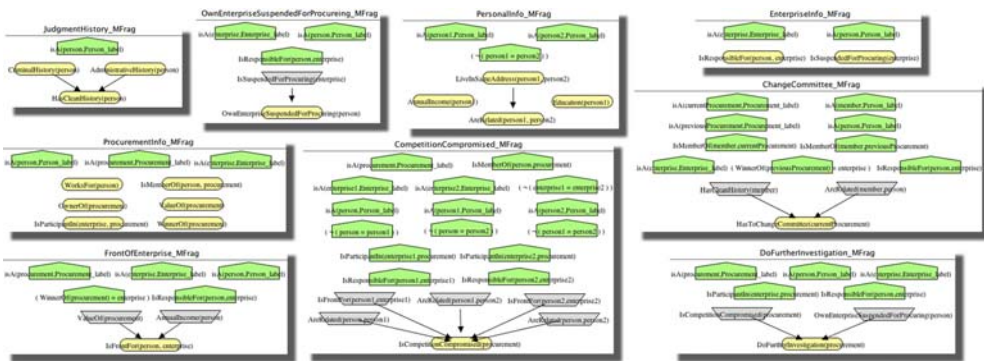 JudgmentHistory_MFrag
isA(person.Person_label)
CriminalHistory(person)
AdministrativeHistory(person)
HasCleanHistory(person)
OwnEnterpriseSuspendedForProcureing_MFrag
isA(enterprise.Enterprise_label)
isA(person.Person_label)
IsResponsibleFor(person,enterprise)
IsSuspendedForProcuring(enterprise)
OwnEnterpriseSuspendedForProcuring(person)
PersonalInfo_MFrag
isA(person1.Person_label)
isA(person2.Person_label)
( ¬( person1 = person2 ) )
LiveInSameAddress(person1, person2)
AnnualIncome(person1)
Education(person1)
AreRelated(person1, person2)
EnterpriseInfo_MFrag
isA(enterprise.Enterprise_label)
isA(person.Person_label)
IsResponsibleFor(person, enterprise)
IsSuspendedForProcuring(enterprise)
ProcurementInfo_MFrag
isA(person.Person_label)
isA(procurement.Procurement_label)
isA(enterprise.Enterprise_label)
WorksFor(person)
IsMemberOf(person, procurement)
OwnerOf(procurement)
ValueOf(procurement)
IsParticipantIn(enterprise, procurement)
WinnerOf(procurement)
CompetitionCompromised_MFrag
isA(procurement.Procurement_label)
IsMemberOf(person,procurement)
isA(enterprise1.Enterprise_label)
isA(enterprise2.Enterprise_label)
( ¬( enterprise1 = enterprise2 ) )
isA(person.Person_label)
isA(person1.Person_label)
isA(person2.Person_label)
( ¬( person = person1 ) )
( ¬( person = person2 ) )
( ¬( person1 = person2 ) )
IsParticipantIn(enterprise1,procurement)
IsParticipantIn(enterprise2,procurement)
IsResponsibleFor(person1,enterprise1)
IsResponsibleFor(person2,enterprise2)
IsFrontFor(person1,enterprise1)
AreRelated(person1,person2)
IsFrontFor(person2,enterprise2)
AreRelated(person,person1)
AreRelated(person,person2)
IsCompetitionCompromised(procurement)
ChangeCommittee_MFrag
isA(currentProcurement.Procurement_label)
isA(member.Person_label)
isA(previousProcurement.Procurement_label)
isA(person.Person_label)
IsMemberOf(member,currentProcurement)
IsMemberOf(member,previousProcurement)
isA(enterprise.Enterprise_label)
( WinnerOf(previousProcurement) = enterprise )
IsResponsibleFor(person,enterprise)
HasCleanHistory(member)
AreRelated(member,person)
HasToChangeCommittee(currentProcurement)
FrontOfEnterprise_MFrag
isA(procurement.Procurement_label)
isA(enterprise.Enterprise_label)
isA(person.Person_label)
( WinnerOf(procurement) = enterprise )
IsResponsibleFor(person,enterprise)
ValueOf(procurement)
AnnualIncome(person)
IsFrontFor(person, enterprise)
DoFurtherInvestigation_MFrag
isA(procurement.Procurement_label)
isA(person.Person_label)
isA(enterprise.Enterprise_label)
IsParticipantIn(enterprise,procurement)
IsResponsibleFor(person,enterprise)
IsCompetitionCompromised(procurement)
OwnEnterpriseSuspendedForProcuring(person)
DoFurtherInvestigation(procurement)